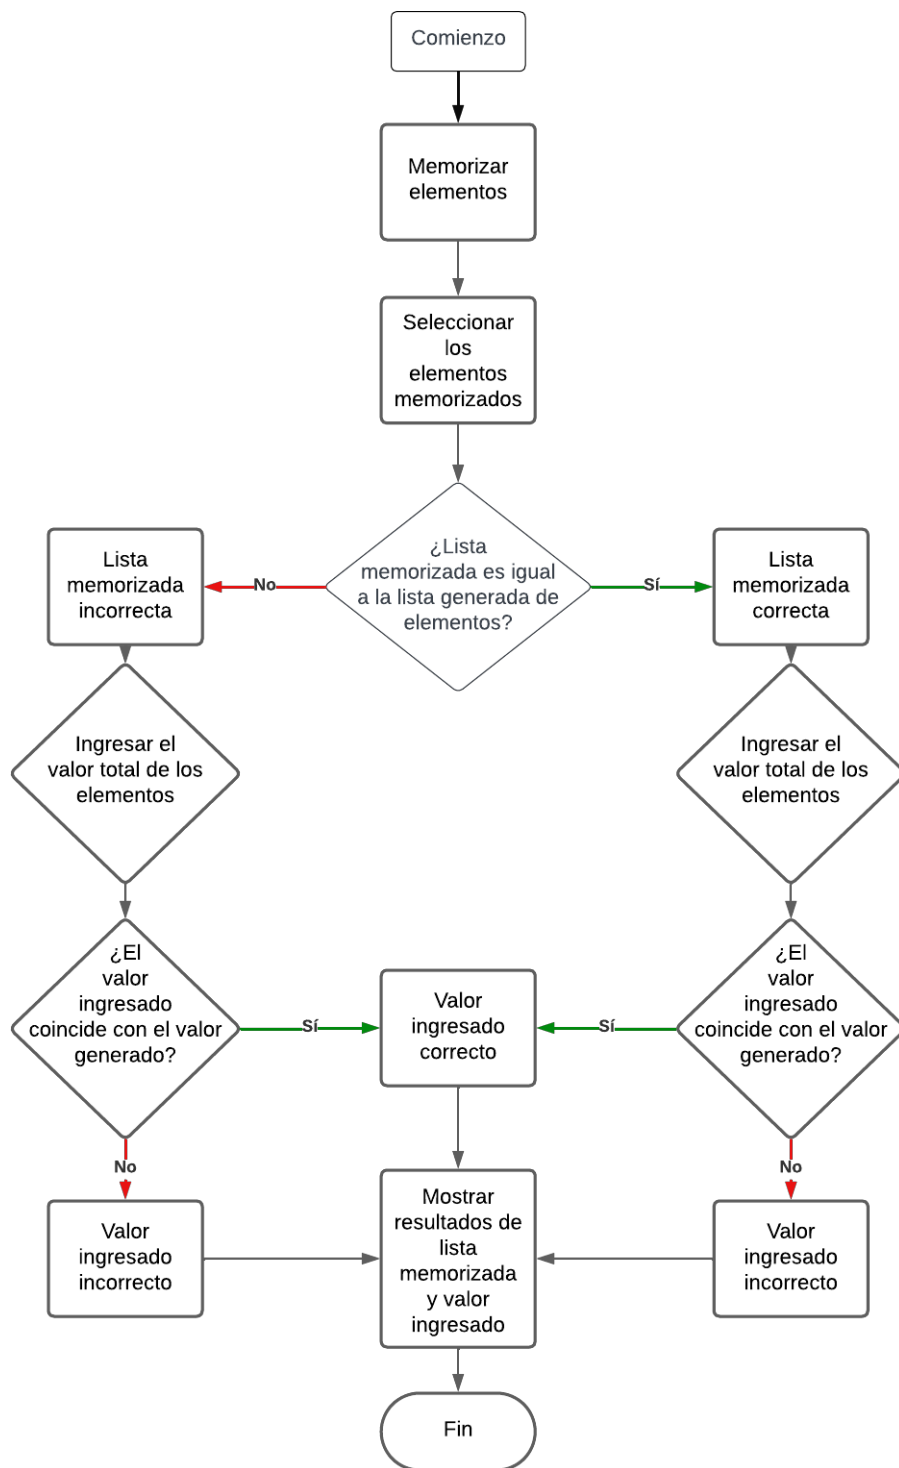 Comienzo
Memorizar
elementos
Seleccionar
los
elementos
memorizados
¿Lista
memorizada es igual
a la lista generada de
elementos?
No
Sí
Lista
memorizada
incorrecta
Lista
memorizada
correcta
Ingresar el
valor total de los
elementos
Ingresar el
valor total de los
elementos
¿El
valor
ingresado
coincide con el valor
generado?
Sí
Valor
ingresado
correcto
Sí
¿El
valor
ingresado
coincide con el valor
generado?
No
No
Valor
ingresado
incorrecto
Mostrar
resultados de
lista
memorizada
y valor
ingresado
Valor
ingresado
incorrecto
Fin